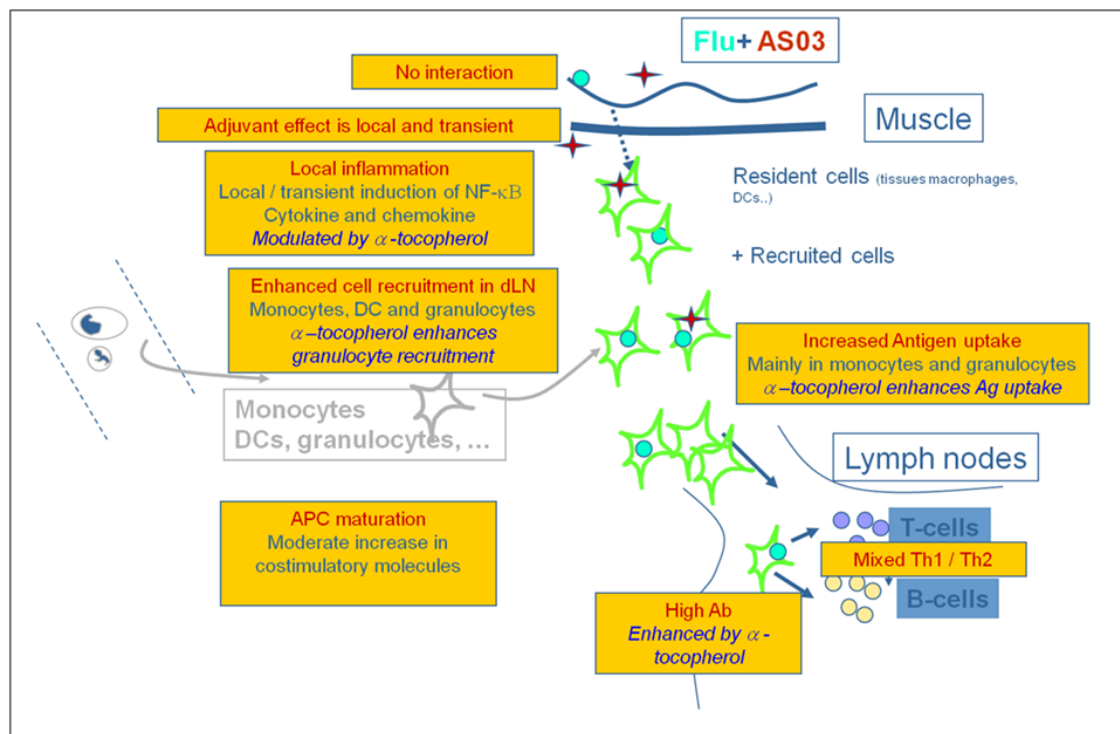 Flu+ AS03
No interaction
Adjuvant effect is local and transient
Muscle
Local inflammation
Local / transient induction of NF-κB
Cytokine and chemokine
Modulated by α-tocopherol
Resident cells (tissues macrophages,
DCs..)
+ Recruited cells
Enhanced cell recruitment in dLN
Monocytes, DC and granulocytes
α–tocopherol enhances
granulocyte recruitment
Increased Antigen uptake
Mainly in monocytes and granulocytes
α–tocopherol enhances Ag uptake
Monocytes
DCs, granulocytes, ...
Lymph nodes
APC maturation
Moderate increase in
costimulatory molecules
T-cells
Mixed Th1 / Th2
B-cells
High Ab
Enhanced by α -
tocopherol